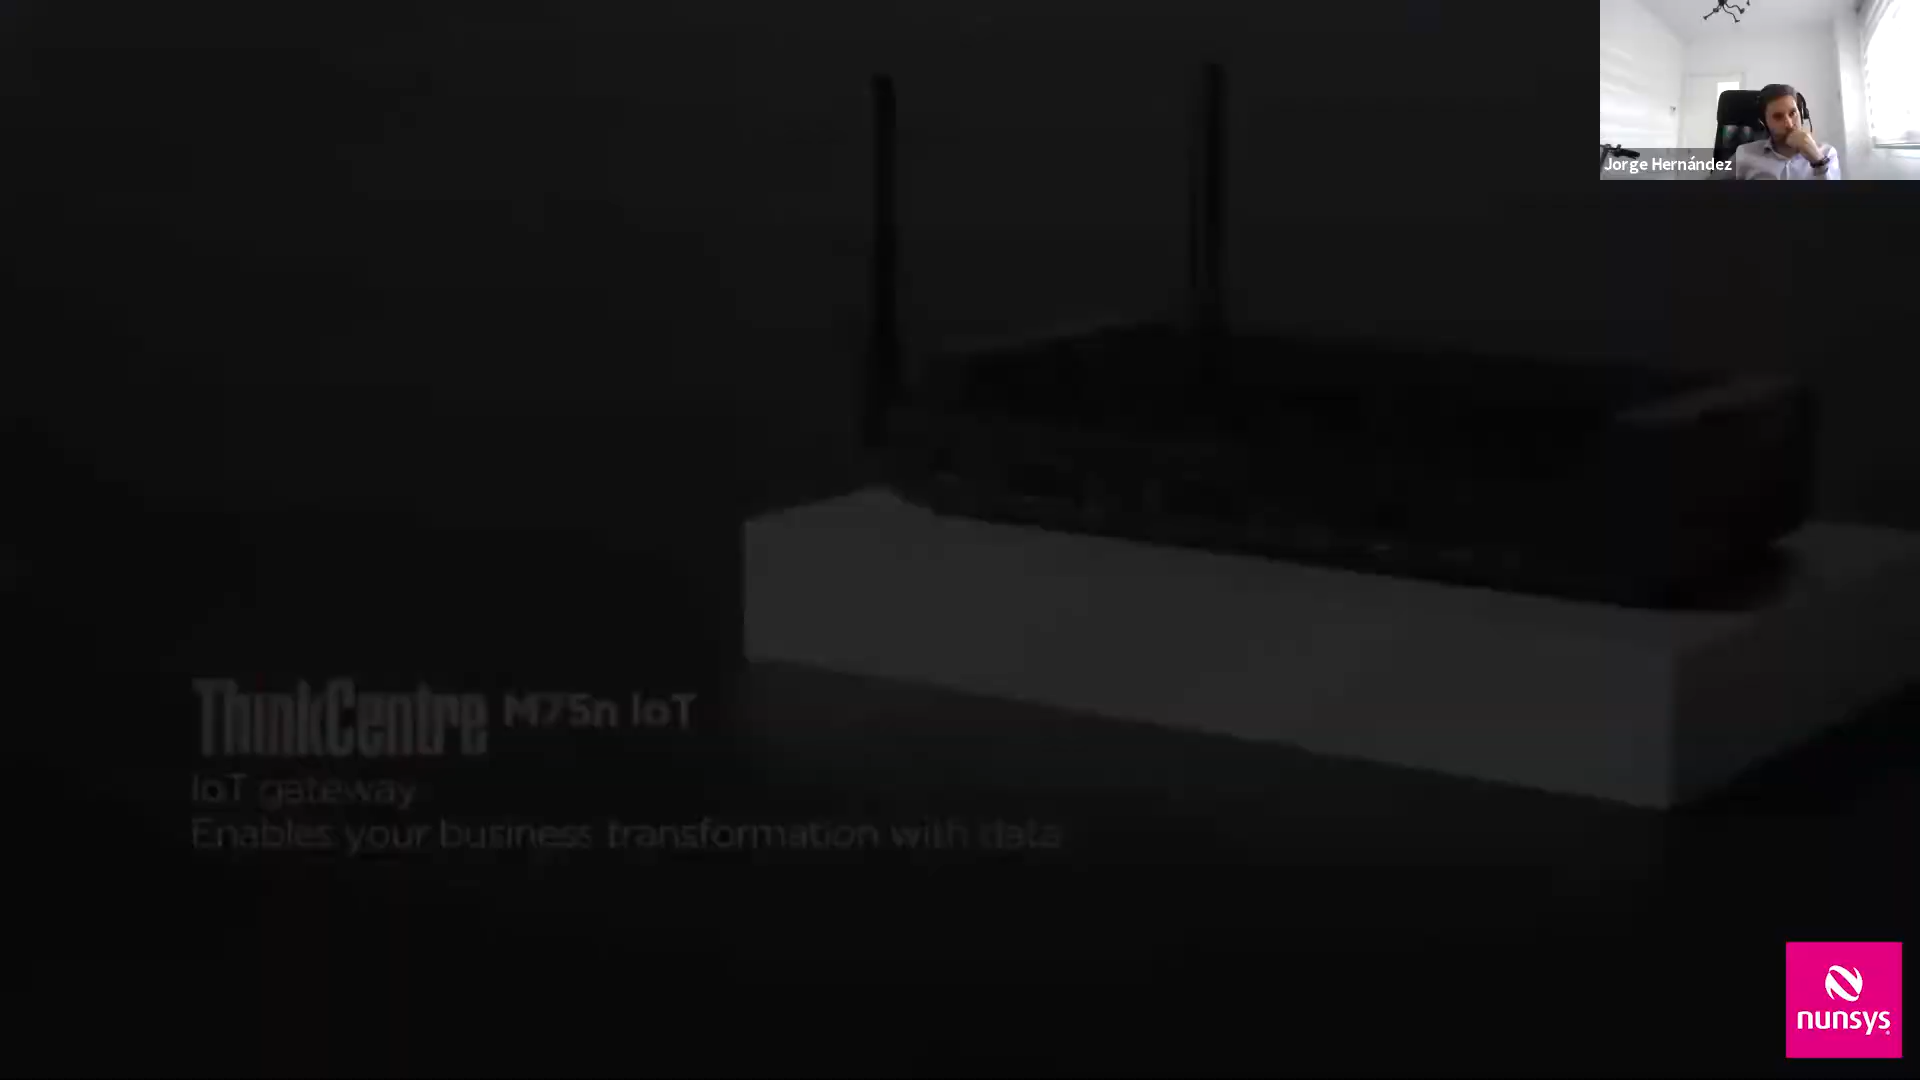 Jorge Hernández
ThinkCentre M75n IoT
IoT gateway
Enables your business transformation with data
nunsys